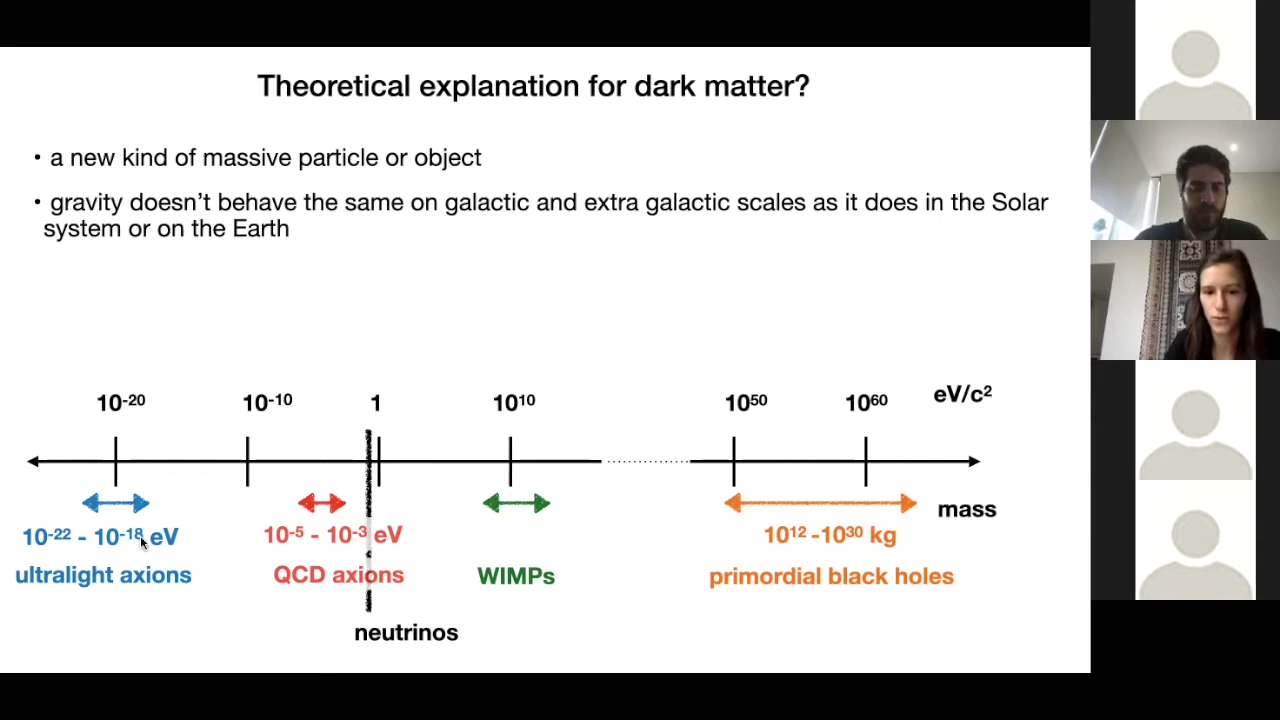 Theoretical explanation for dark matter?
• a new kind of massive particle or object
• gravity doesn’t behave the same on galactic and extra galactic scales as it does in the Solar
system or on the Earth
10⁻²⁰ 10⁻¹⁰ 1 10¹⁰ 10⁵⁰ 10⁶⁰ eV/c²
mass
10⁻²² - 10⁻¹⁸ eV 10⁻⁵ - 10⁻³ eV 10¹² -10³⁰ kg
ultralight axions QCD axions WIMPs primordial black holes
neutrinos